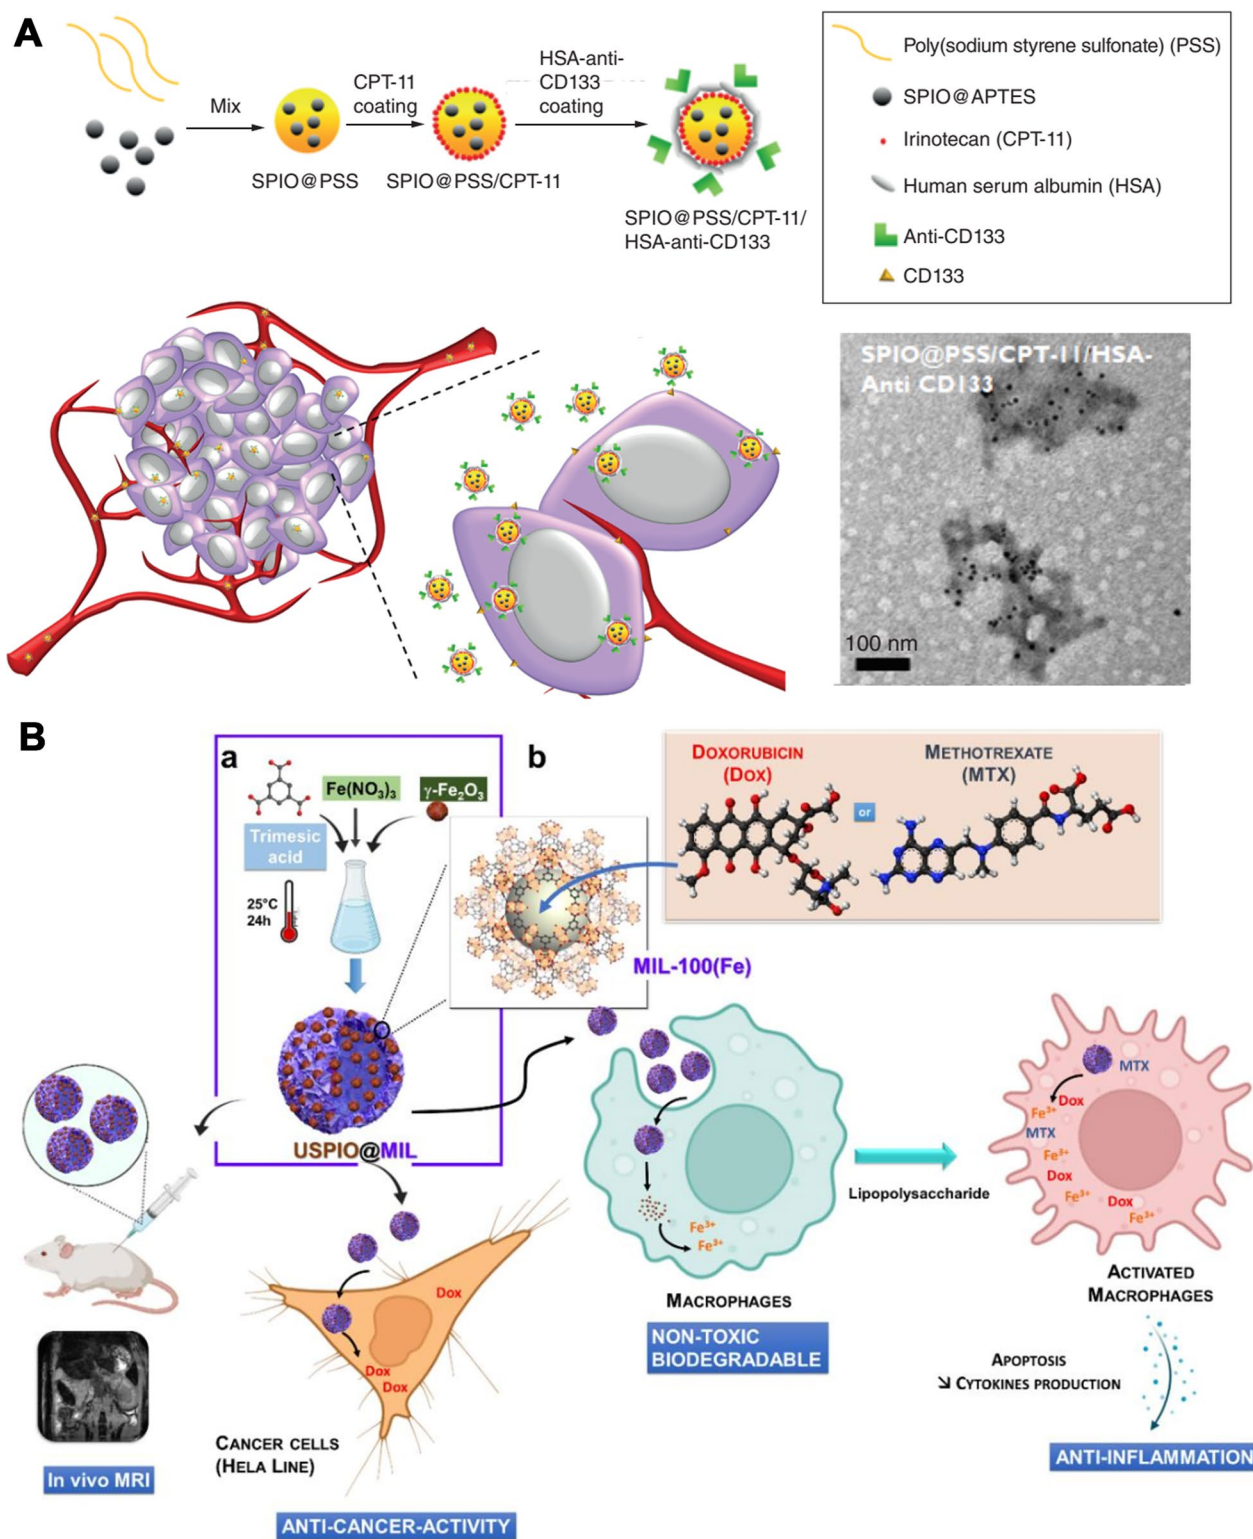 A
Poly(sodium styrene sulfonate) (PSS)
SPIO@APTES
Irinotecan (CPT-11)
Human serum albumin (HSA)
Anti-CD133
CD133
Mix
CPT-11
coating
HSA-anti-
CD133
coating
SPIO@PSS
SPIO@PSS/CPT-11
SPIO@PSS/CPT-11/
HSA-anti-CD133
SPIO@PSS/CPT-11/HSA-
Anti CD133
100 nm
B
a
Fe(NO3)3
γ-Fe2O3
Trimesic
acid
25°C
24h
USPIO@MIL
b
DOXORUBICIN
(DOX)
or
METHOTREXATE
(MTX)
MIL-100(Fe)
Fe³⁺
Fe³⁺
MACROPHAGES
NON-TOXIC
BIODEGRADABLE
Lipopolysaccharide
MTX
Dox
Fe³⁺
MTX
Fe³⁺
Dox
Fe³⁺
Dox
Fe³⁺
ACTIVATED
MACROPHAGES
APOPTOSIS
↘ CYTOKINES PRODUCTION
ANTI-INFLAMMATION
In vivo MRI
Dox
Dox
Dox
CANCER CELLS
(HELA LINE)
ANTI-CANCER-ACTIVITY